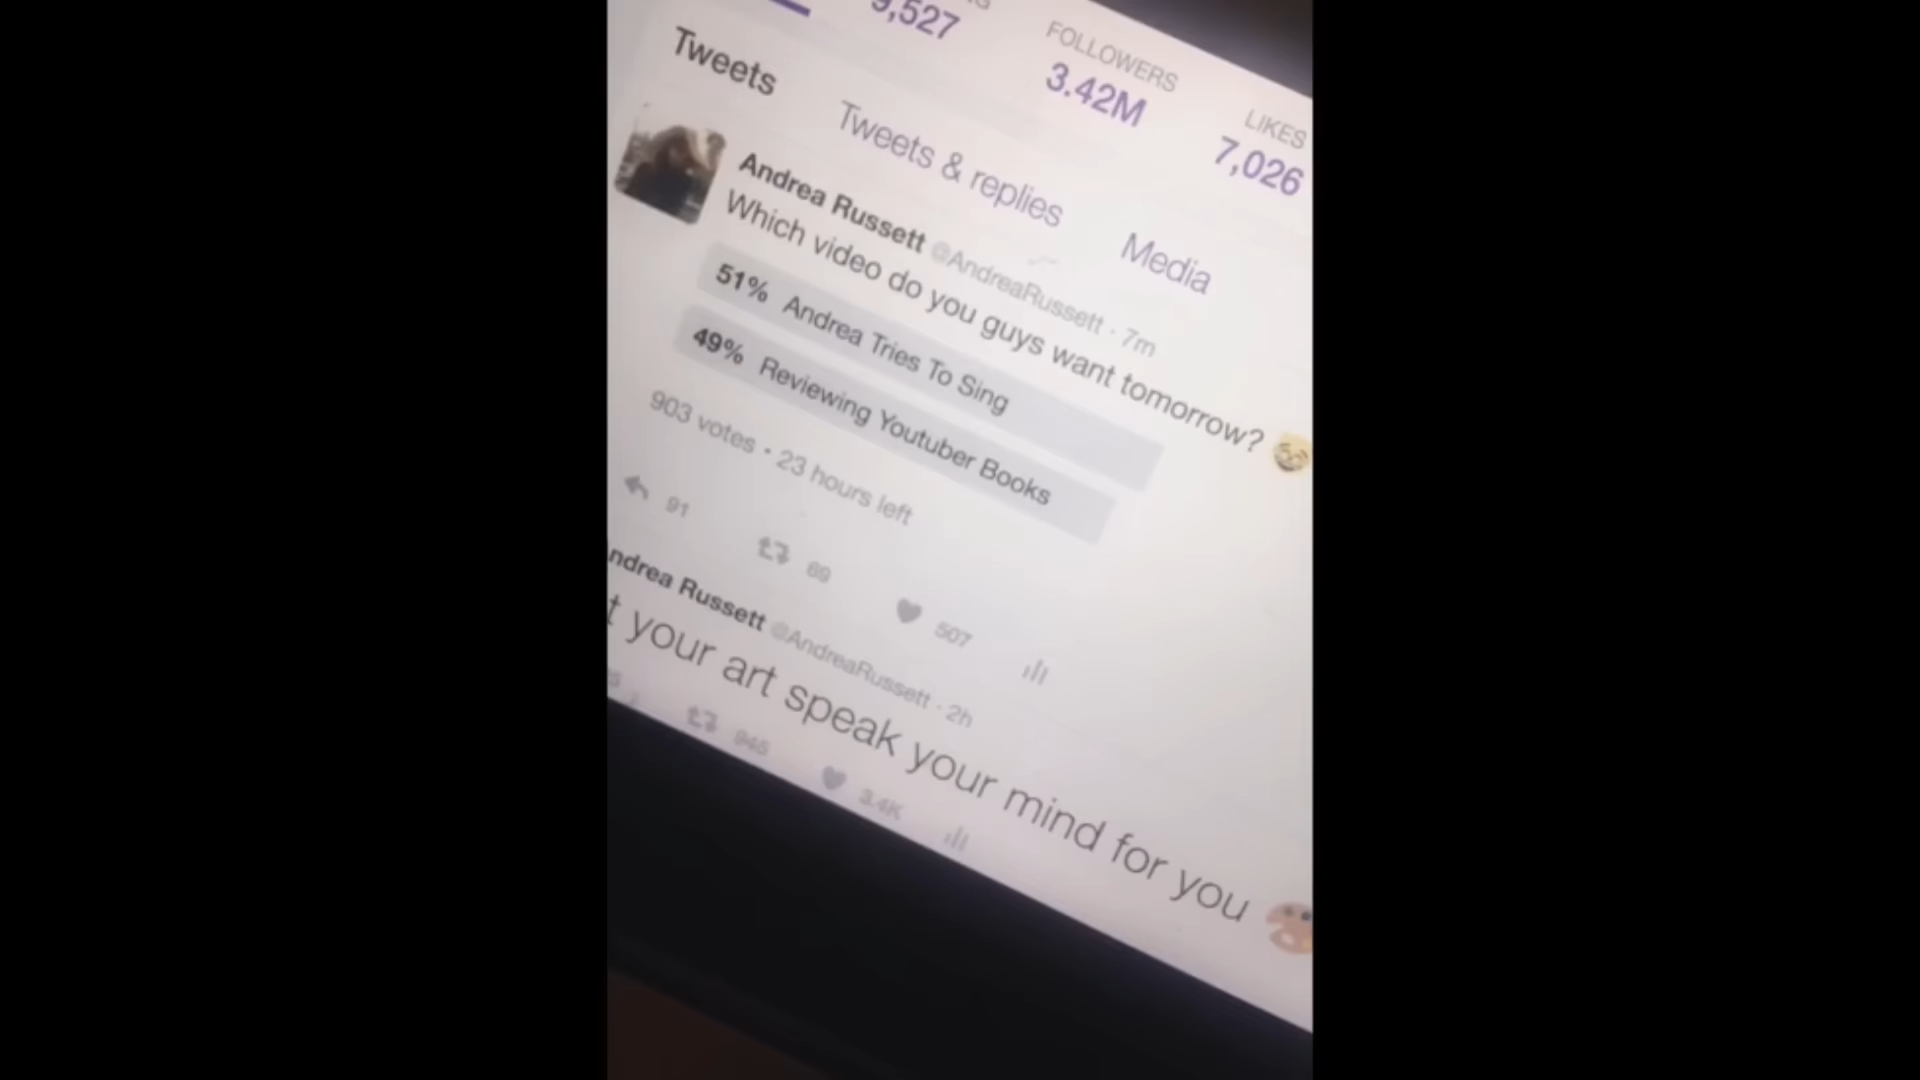 9,527
FOLLOWERS
3.42M
LIKES
7,026
Tweets
Tweets & replies
Media
Andrea Russett @AndreaRussett · 7m
Which video do you guys want tomorrow?
51% Andrea Tries To Sing
49% Reviewing Youtuber Books
903 votes • 23 hours left
91 69 507
ndrea Russett @AndreaRussett · 2h
t your art speak your mind for you
945 3.4K